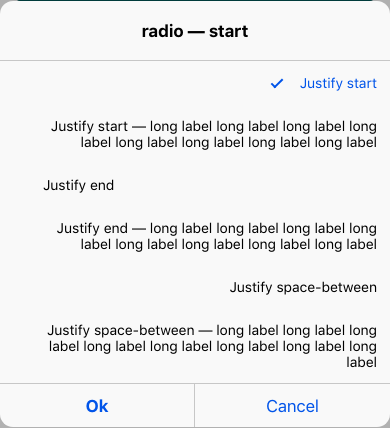 radio — start
Justify start
Justify start — long label long label long label long
label long label long label long label long label
Justify end
Justify end — long label long label long label long
label long label long label long label long label
Justify space-between
Justify space-between — long label long label long
label long label long label long label long label long
label
Ok
Cancel